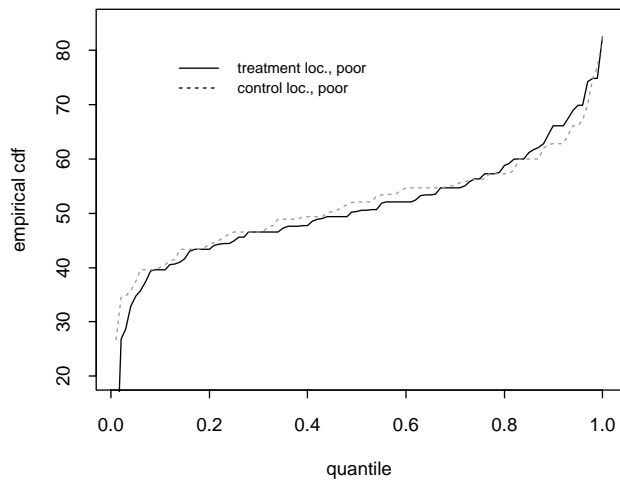 80
70
60
50
40
30
20
empirical cdf
treatment loc., poor
control loc., poor
0.0 0.2 0.4 0.6 0.8 1.0
quantile